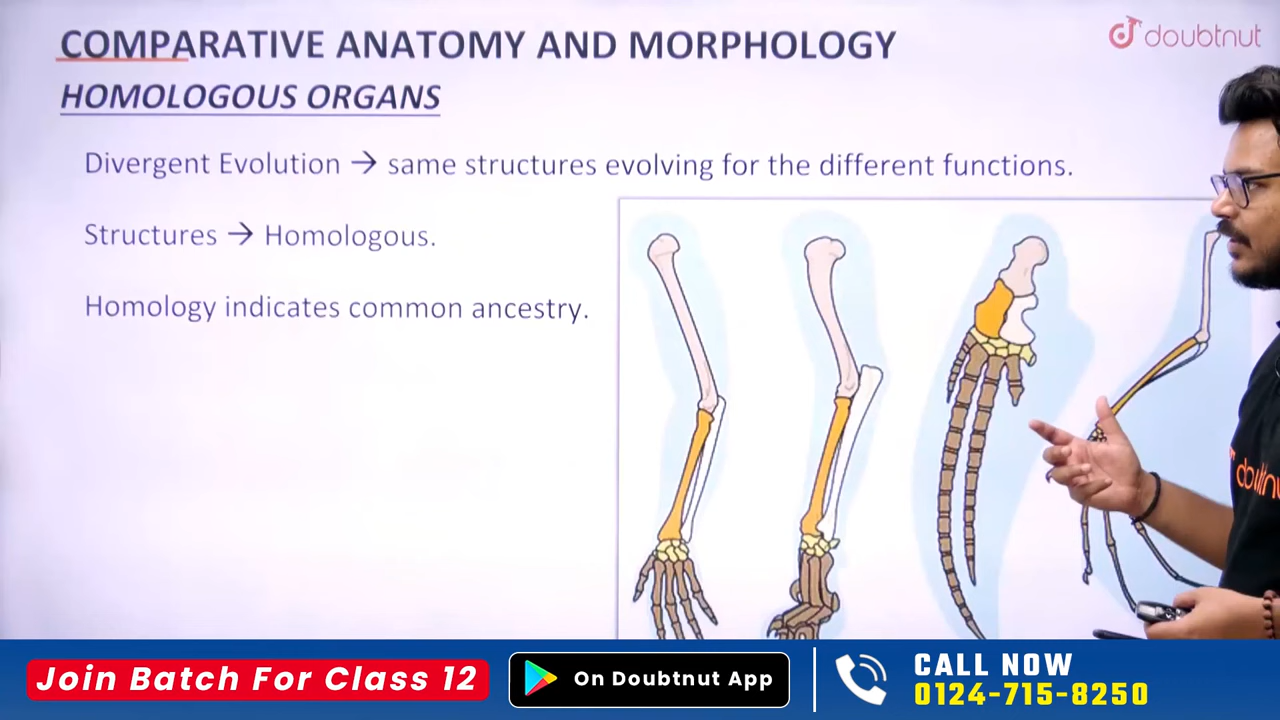 COMPARATIVE ANATOMY AND MORPHOLOGY
doubtnut
HOMOLOGOUS ORGANS
Divergent Evolution → same structures evolving for the different functions.
Structures → Homologous.
Homology indicates common ancestry.
doubtnut
Join Batch For Class 12
On Doubtnut App
CALL NOW
0124-715-8250